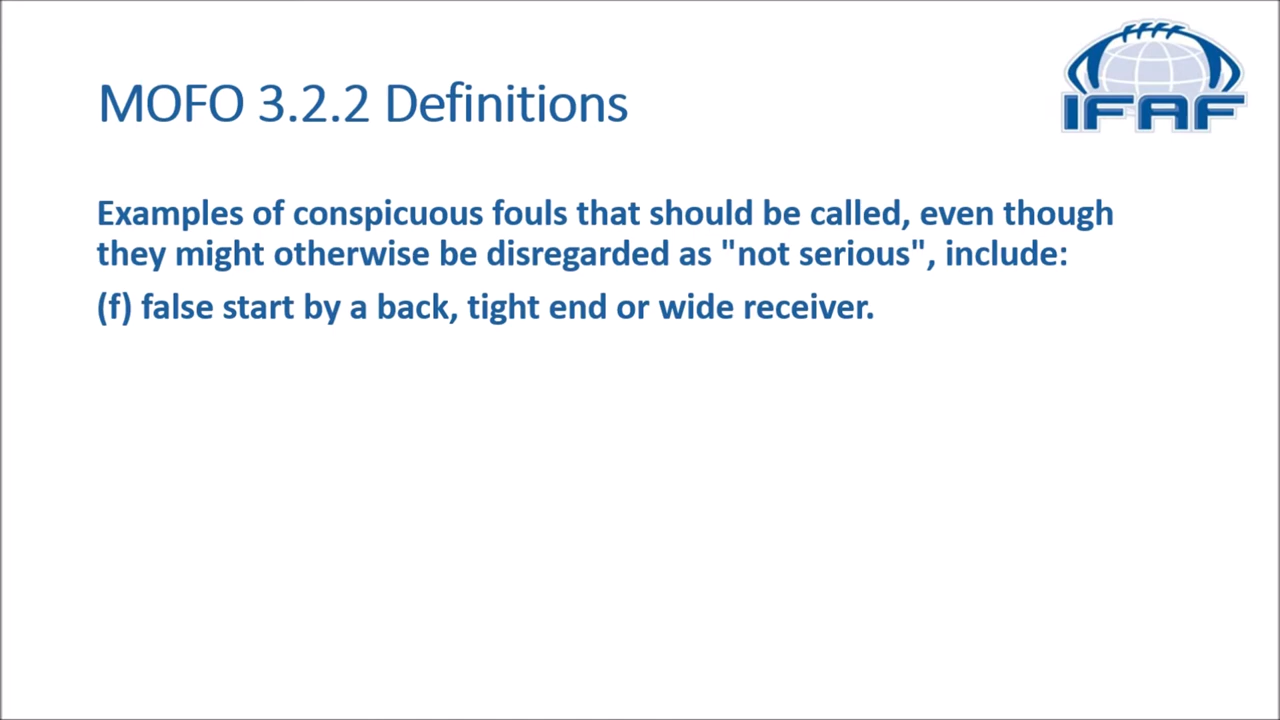 MOFO 3.2.2 Definitions
IFAF
Examples of conspicuous fouls that should be called, even though
they might otherwise be disregarded as "not serious", include:
(f) false start by a back, tight end or wide receiver.